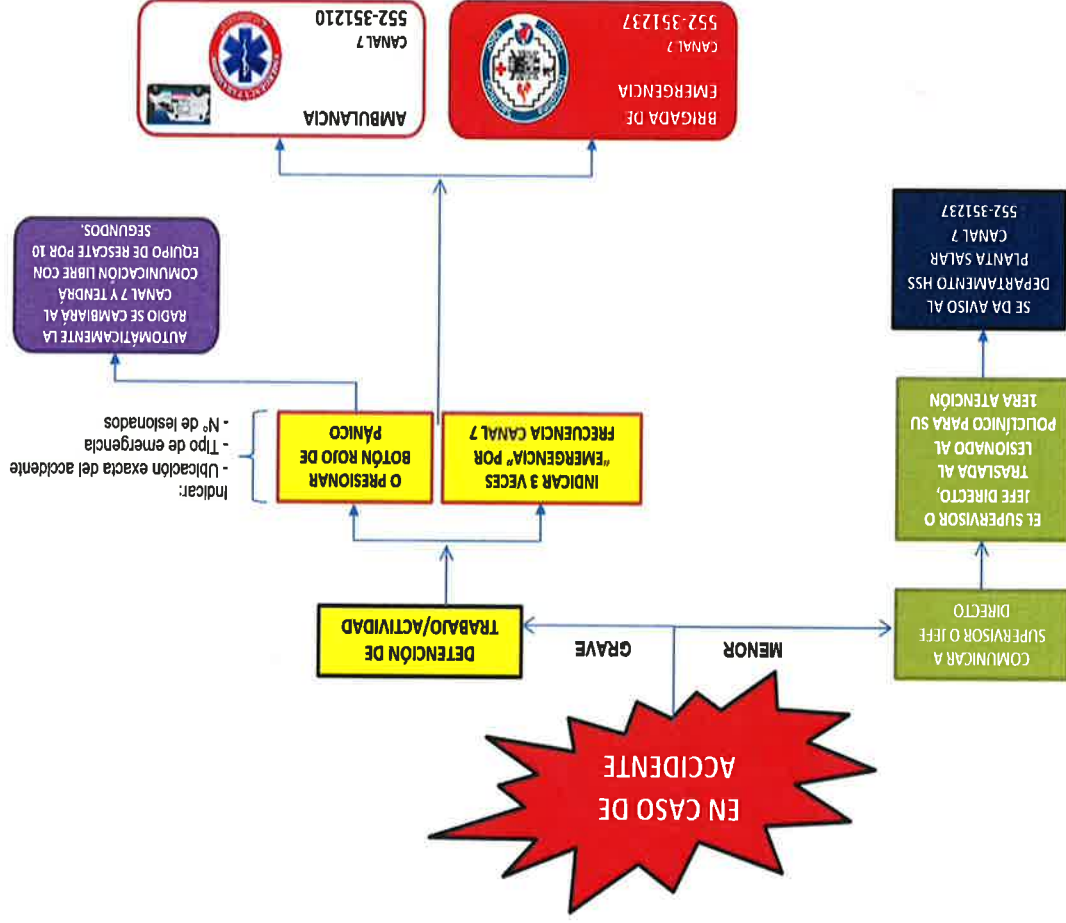 EN CASO DE
ACCIDENTE
MENOR
GRAVE
COMUNICAR A
SUPERVISOR O JEFE
DIRECTO
EL SUPERVISOR O
JEFE DIRECTO,
TRASLADA AL
LESIONADO AL
POLICLÍNICO PARA SU
1ERA ATENCIÓN
SE DA AVISO AL
DEPARTAMENTO HSS
PLANTA SALAR
CANAL 7
552-351237
DETENCIÓN DE
TRABAJO/ACTIVIDAD
INDICAR 3 VECES
"EMERGENCIA" POR
FRECUENCIA CANAL 7
O PRESIONAR
BOTÓN ROJO DE
PÁNICO
Indicar:
- Ubicación exacta del accidente
- Tipo de emergencia
- N° de lesionados
AUTOMÁTICAMENTE LA
RADIO SE CAMBIARÁ AL
CANAL 7 Y TENDRÁ
COMUNICACIÓN LIBRE CON
EQUIPO DE RESCATE POR 10
SEGUNDOS.
BRIGADA DE
EMERGENCIA
CANAL 7
552-351237
AMBULANCIA
CANAL 7
552-351210